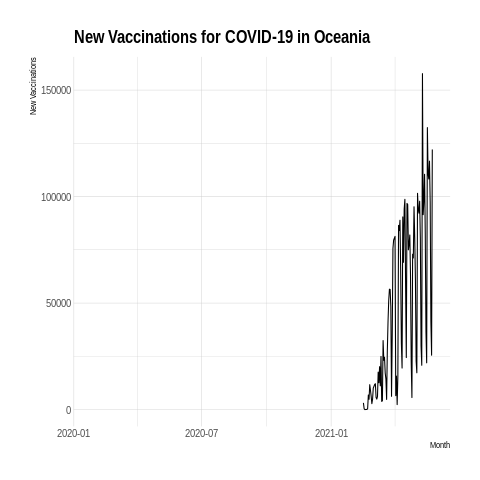 New Vaccinations for COVID-19 in Oceania
New Vaccinations
150000
100000
50000
0
2020-01
2020-07
2021-01
Month